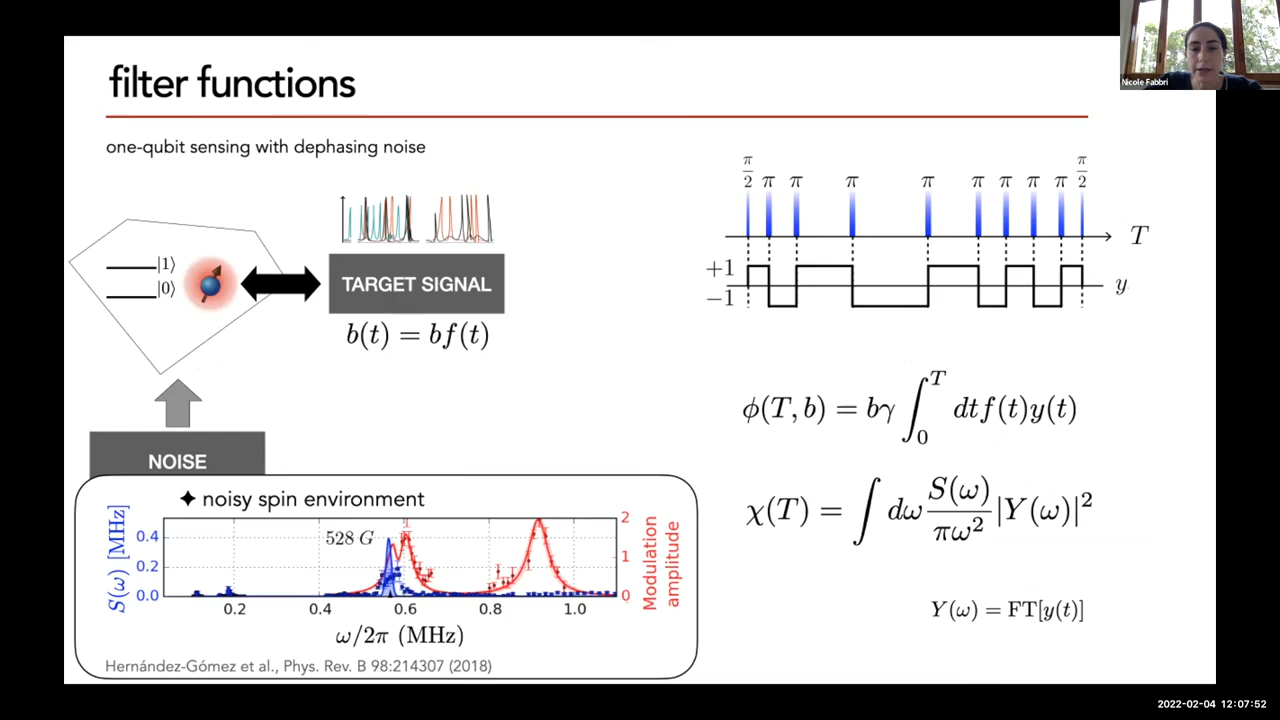 filter functions
one-qubit sensing with dephasing noise
Nicole Fabbri
|1⟩
|0⟩
TARGET SIGNAL
b(t) = bf(t)
NOISE
✦ noisy spin environment
S(ω) [MHz]
0.4
0.2
0.0
528 G
2
1
0
Modulation
amplitude
0.2 0.4 0.6 0.8 1.0
ω/2π (MHz)
Hernández-Gómez et al., Phys. Rev. B 98:214307 (2018)
π/2 π π π π π π π π π/2
T
+1
−1
y
ϕ(T, b) = bγ ∫₀ᵀ dtf(t)y(t)
χ(T) = ∫ dω S(ω)/πω² |Y(ω)|²
Y(ω) = FT[y(t)]
2022-02-04 12:07:52